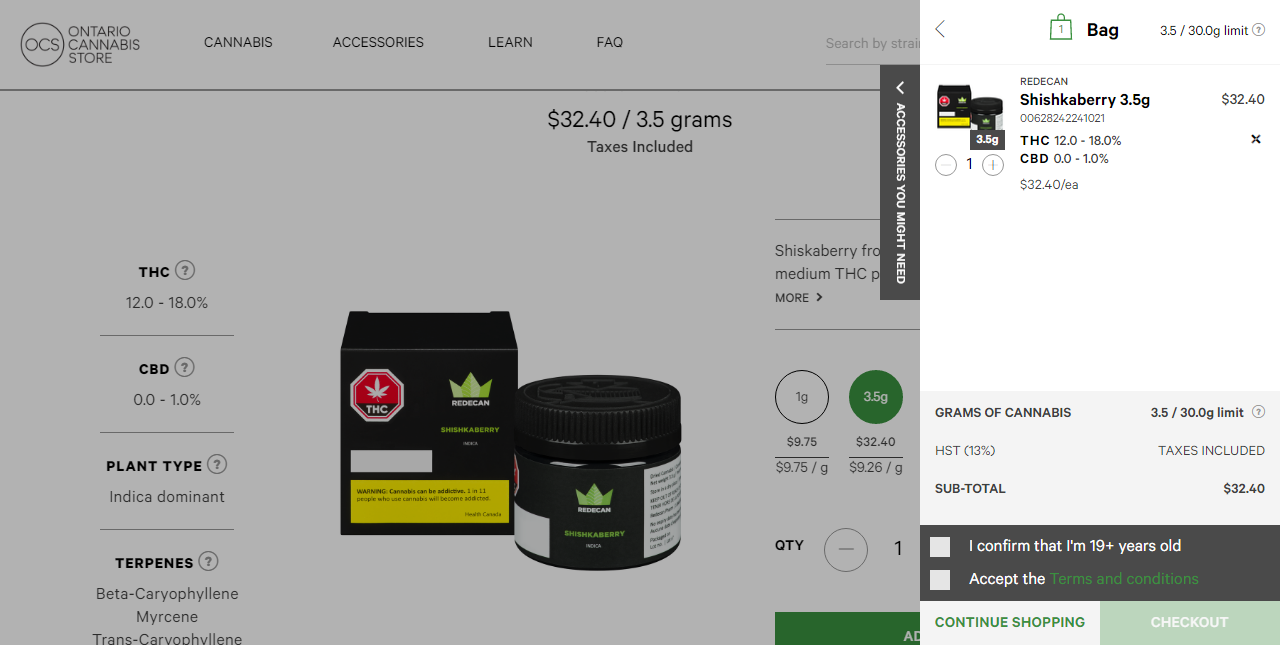 OCS
ONTARIO
CANNABIS
STORE
CANNABIS
ACCESSORIES
LEARN
FAQ
Search by strai
$32.40 / 3.5 grams
Taxes Included
THC ?
12.0 - 18.0%
CBD ?
0.0 - 1.0%
PLANT TYPE ?
Indica dominant
TERPENES ?
Beta-Caryophyllene
Myrcene
Trans-Caryophyllene
THC
REDECAN
SHISHKABERRY
INDICA
WARNING: Cannabis can be addictive. 1 in 11
people who use cannabis will become addicted.
Health Canada
REDECAN
SHISHKABERRY
INDICA
Shiskaberry fro
medium THC p
MORE
1g
3.5g
$9.75
$32.40
$9.75 / g
$9.26 / g
QTY
1
AD
ACCESSORIES YOU MIGHT NEED
1
Bag
3.5 / 30.0g limit ?
REDECAN
Shishkaberry 3.5g
$32.40
00628242241021
THC 12.0 - 18.0%
CBD 0.0 - 1.0%
$32.40/ea
3.5g
1
GRAMS OF CANNABIS
3.5 / 30.0g limit ?
HST (13%)
TAXES INCLUDED
SUB-TOTAL
$32.40
I confirm that I'm 19+ years old
Accept the Terms and conditions
CONTINUE SHOPPING
CHECKOUT